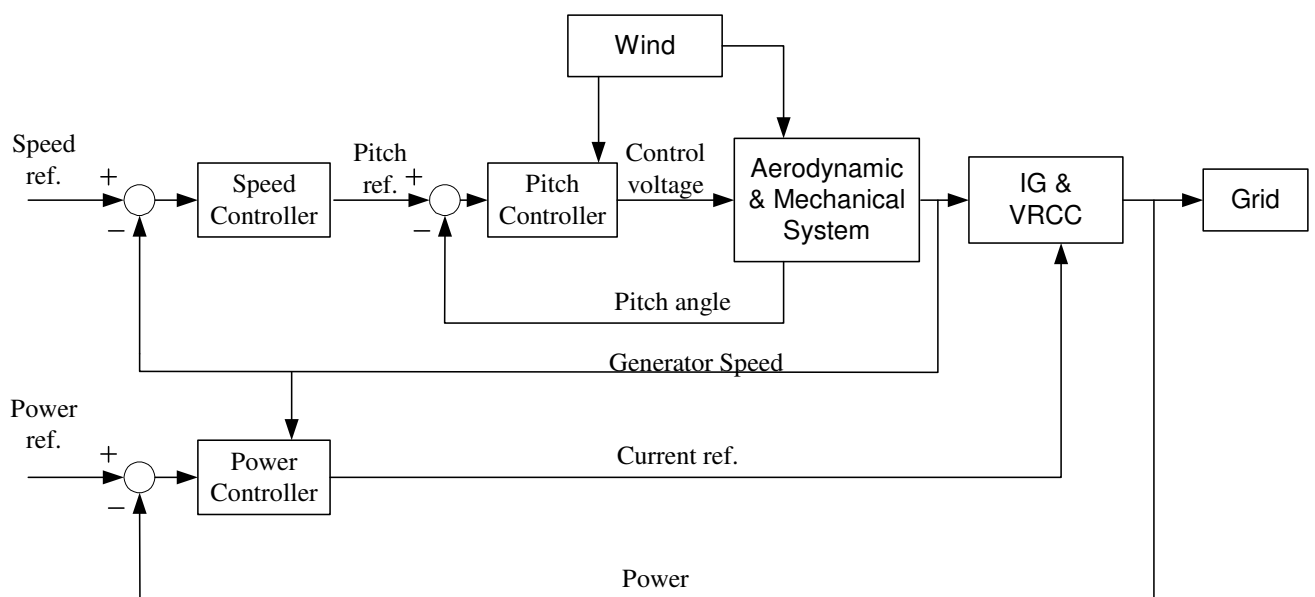 Wind
Speed
ref.
+
−
Speed
Controller
Pitch
ref.
+
−
Pitch
Controller
Control
voltage
Aerodynamic
& Mechanical
System
IG &
VRCC
Grid
Pitch angle
Generator Speed
Power
ref.
+
−
Power
Controller
Current ref.
Power